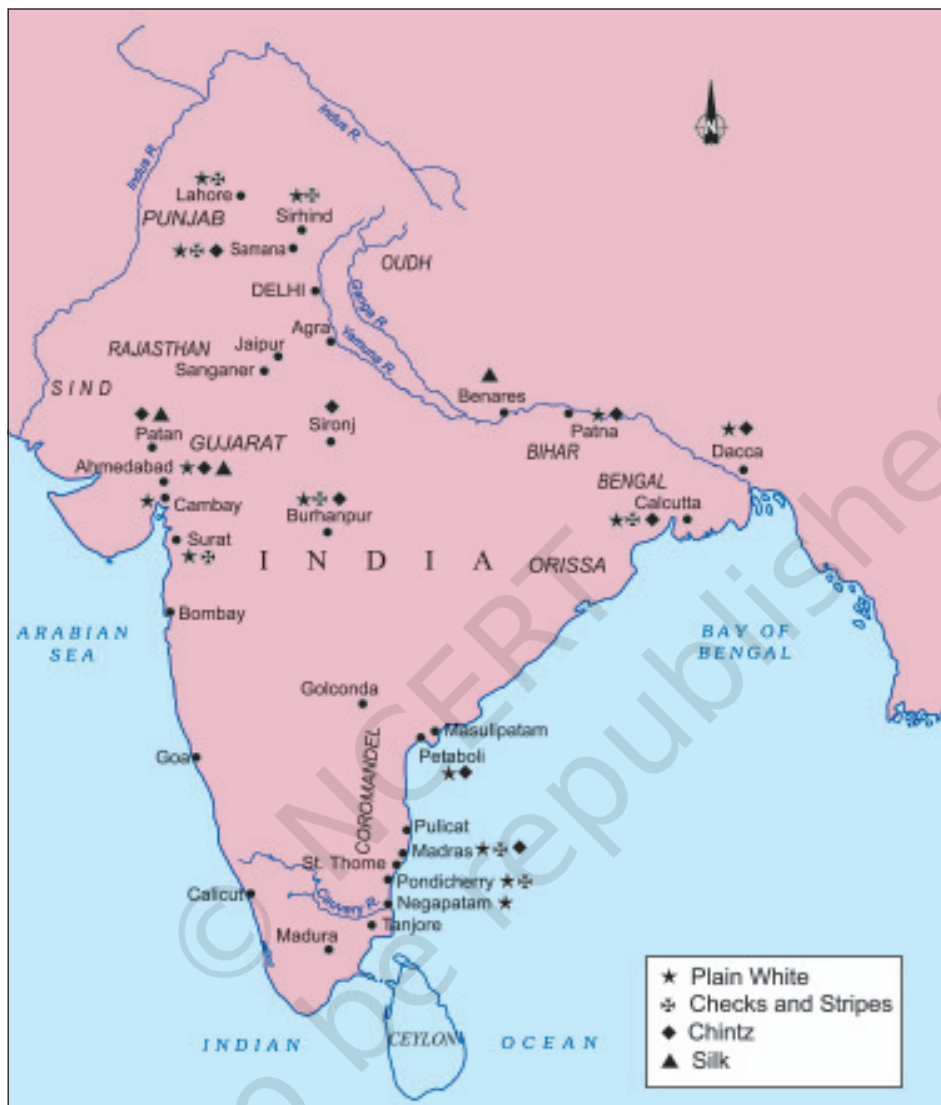 N
Indus R.
Indus R.
Lahore
PUNJAB
Sirhind
Samana
OUDH
DELHI
Ganga R.
Yamuna R.
Agra
RAJASTHAN
Jaipur
Sanganer
SIND
Benares
Patan
GUJARAT
Sironj
Patna
BIHAR
Dacca
Ahmedabad
BENGAL
Cambay
Burhanpur
Calcutta
Surat
INDIA
ORISSA
Bombay
ARABIAN
SEA
BAY OF
BENGAL
Golconda
Masulipatam
Petaboli
Goa
COROMANDEL
Pulicat
Madras
St. Thome
Pondicherry
Calicut
Cauvery R.
Negapatam
Tanjore
Madura
CEYLON
INDIAN
OCEAN
Plain White
Checks and Stripes
Chintz
Silk
© NCERT
o be republished